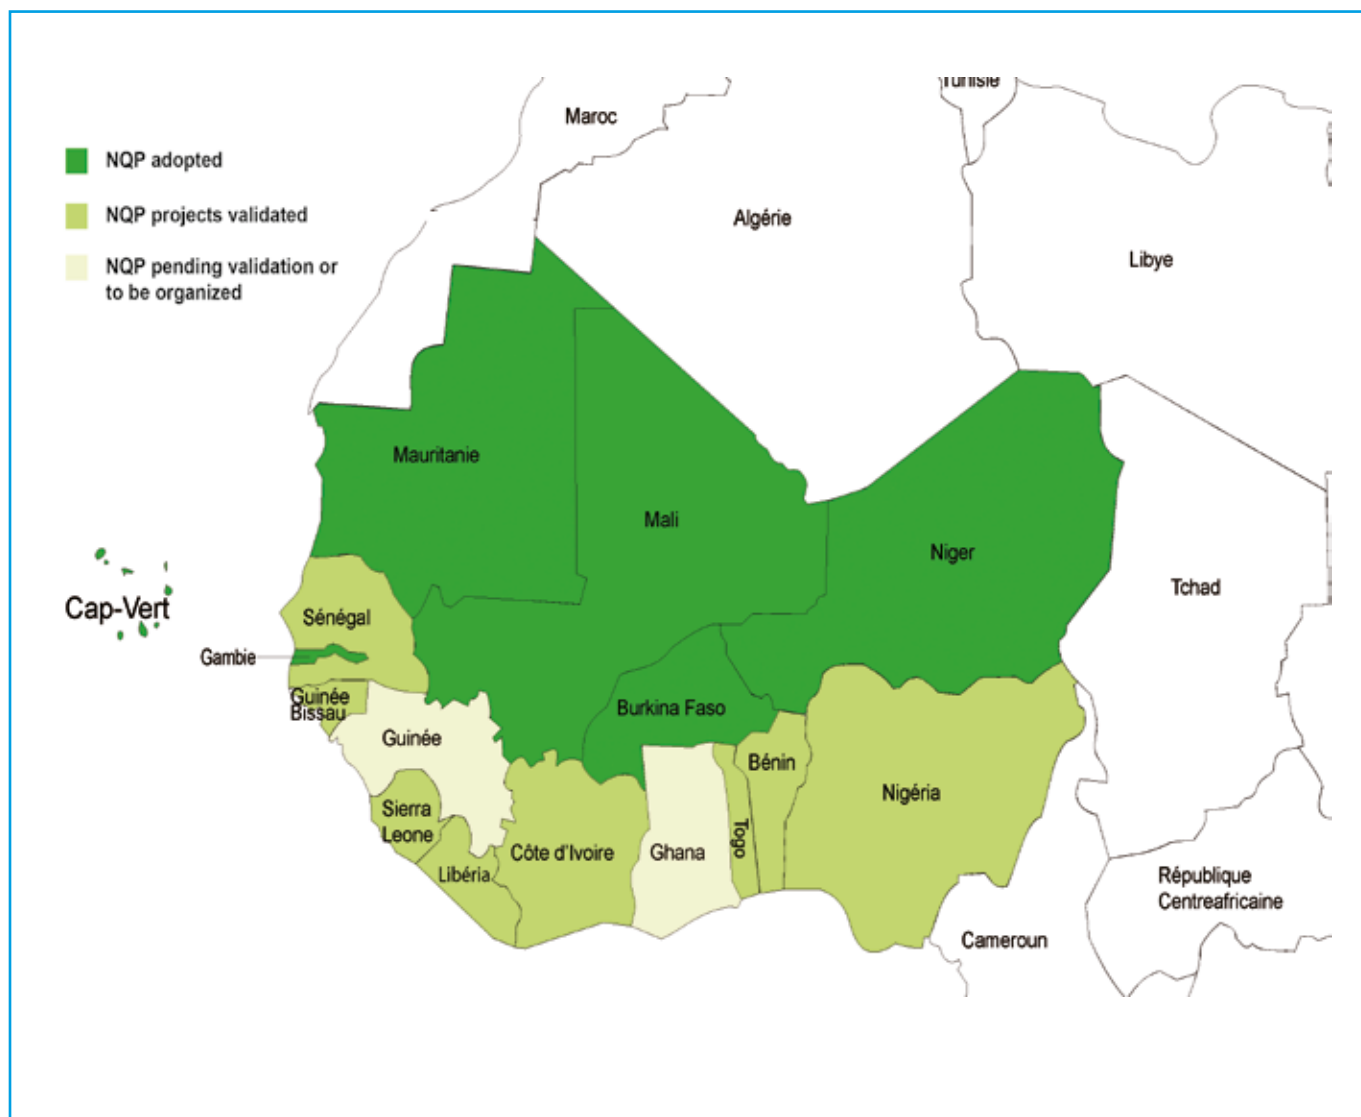 Tunisie
Maroc
NQP adopted
NQP projects validated
Algérie
Libye
NQP pending validation or
to be organized
Mauritanie
Mali
Niger
Tchad
Cap-Vert
Sénégal
Gambie
Guinée
Bissau
Burkina Faso
Guinée
Bénin
Nigéria
Sierra
Leone
Togo
Côte d'Ivoire
Ghana
Libéria
République
Centreafricaine
Cameroun